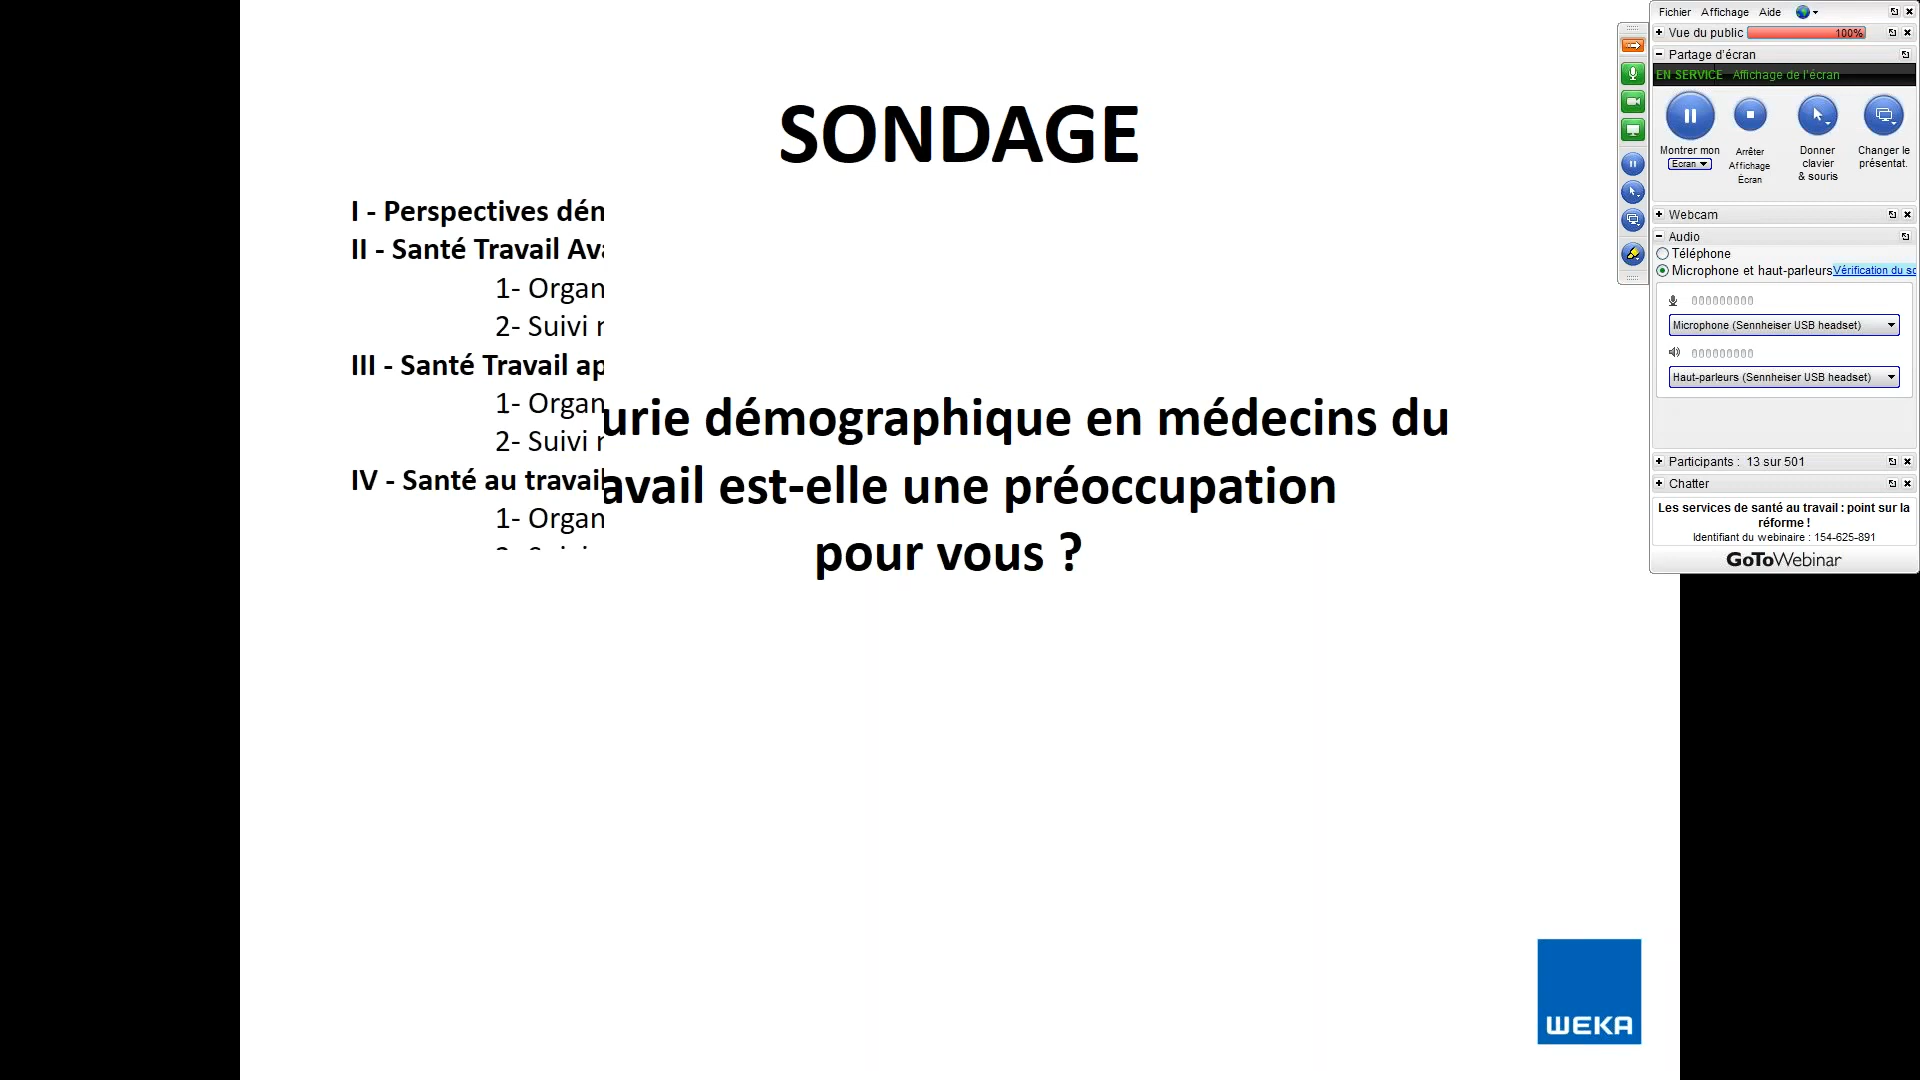 SONDAGE
I - Perspectives dém
II - Santé Travail Ava
1- Organ
2- Suivi
III - Santé Travail ap
1- Organ
2- Suivi
IV - Santé au travail
1- Organ
urie démographique en médecins du
avail est-elle une préoccupation
pour vous ?
WEKA
Fichier Affichage Aide
Vue du public 100%
Partage d'écran
EN SERVICE Affichage de l'écran
Montrer mon
Ecran
Arrêter
Affichage
Écran
Donner
clavier
& souris
Changer le
présentat.
Webcam
Audio
Téléphone
Microphone et haut-parleurs Vérification du so
000000000
Microphone (Sennheiser USB headset)
000000000
Haut-parleurs (Sennheiser USB headset)
Participants : 13 sur 501
Chatter
Les services de santé au travail : point sur la
réforme !
Identifiant du webinaire : 154-625-891
GoToWebinar